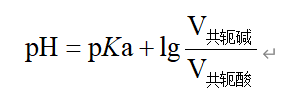 pH = pKa + lg V共轭碱 / V共轭酸 ↵